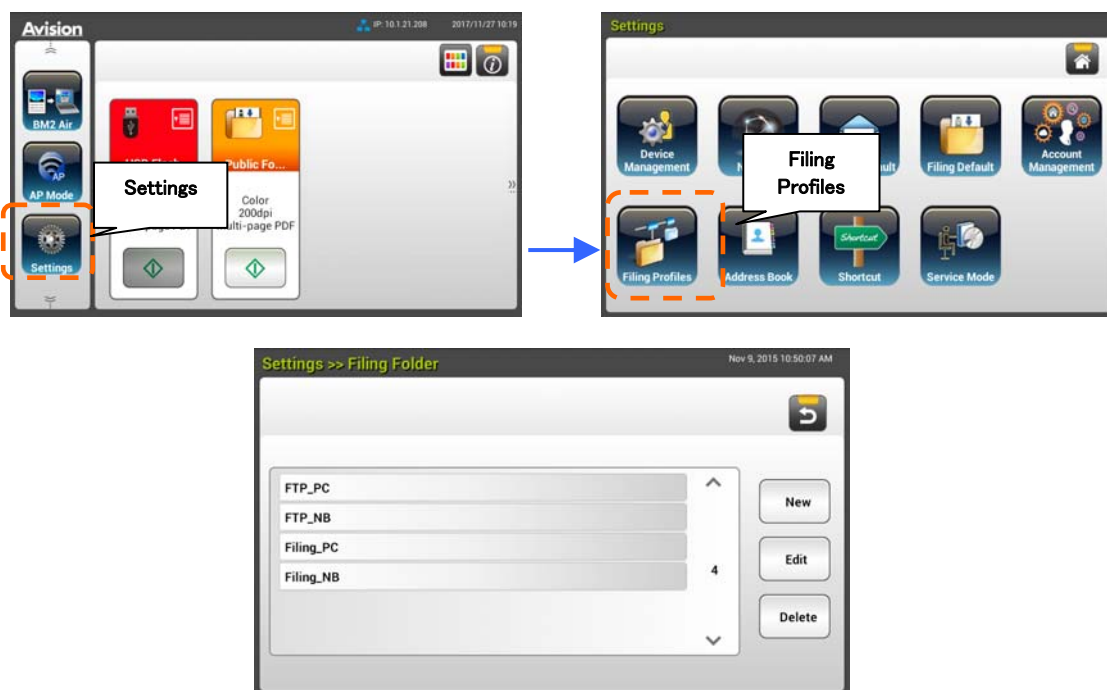 Avision
IP: 10.1.21.208 2017/11/27 10:19
BM2 Air
AP
AP Mode
Settings
Public Fo...
Color
200dpi
PDF
Settings
Settings
Device
Management
Filing Default
Account
Management
Filing
Profiles
Filing Profiles
Address Book
Shortcut
Shortcut
Service Mode
Settings >> Filing Folder
Nov 9, 2015 10:50:07 AM
FTP_PC
FTP_NB
Filing_PC
Filing_NB
4
New
Edit
Delete